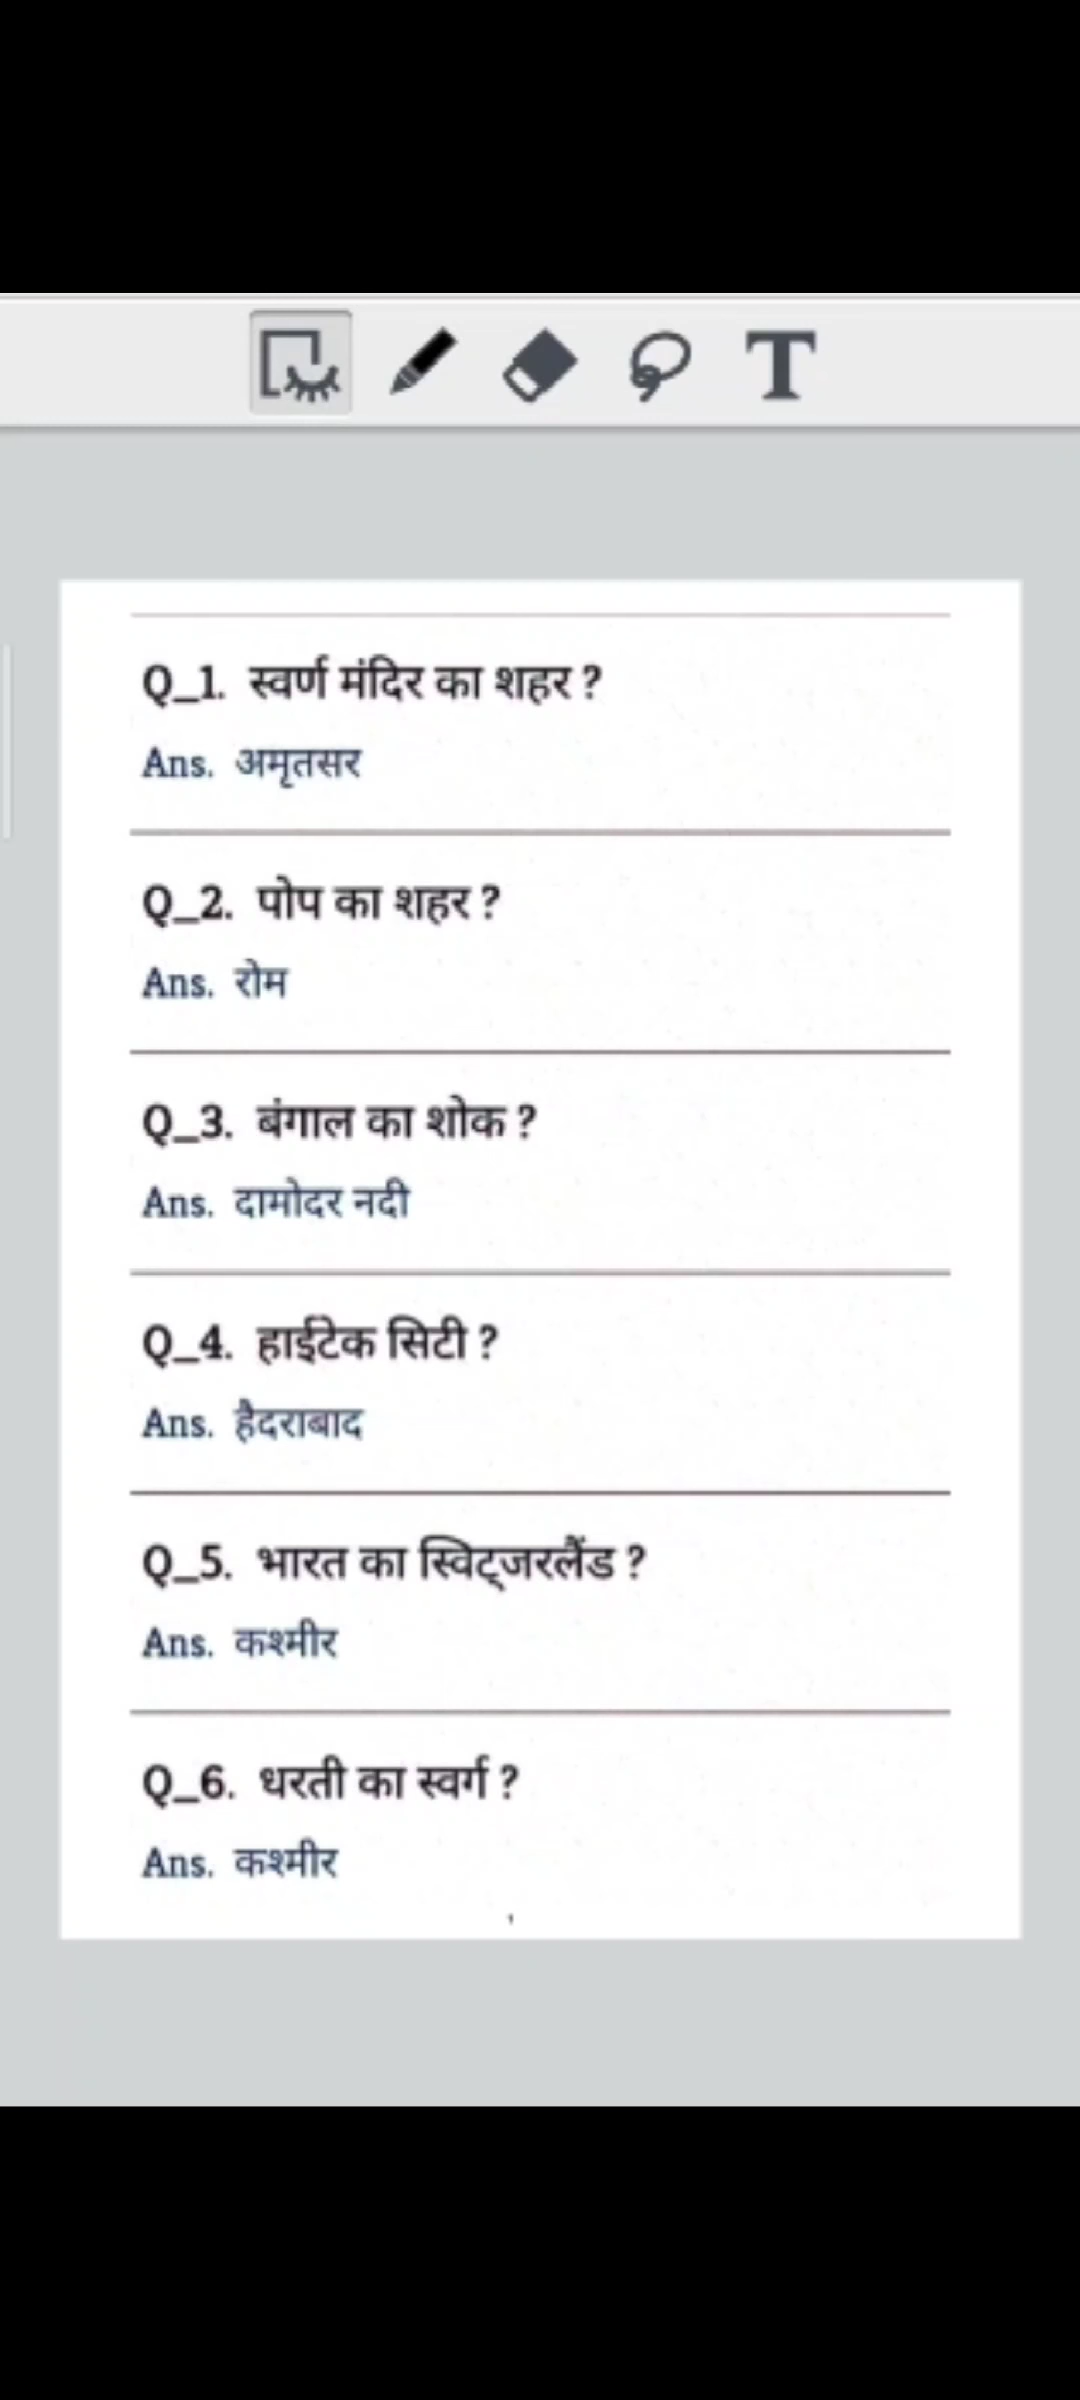 T
Q_1. स्वर्ण मंदिर का शहर ?
Ans. अमृतसर
Q_2. पोप का शहर ?
Ans. रोम
Q_3. बंगाल का शोक ?
Ans. दामोदर नदी
Q_4. हाईटेक सिटी ?
Ans. हैदराबाद
Q_5. भारत का स्विट्जरलैंड ?
Ans. कश्मीर
Q_6. धरती का स्वर्ग ?
Ans. कश्मीर